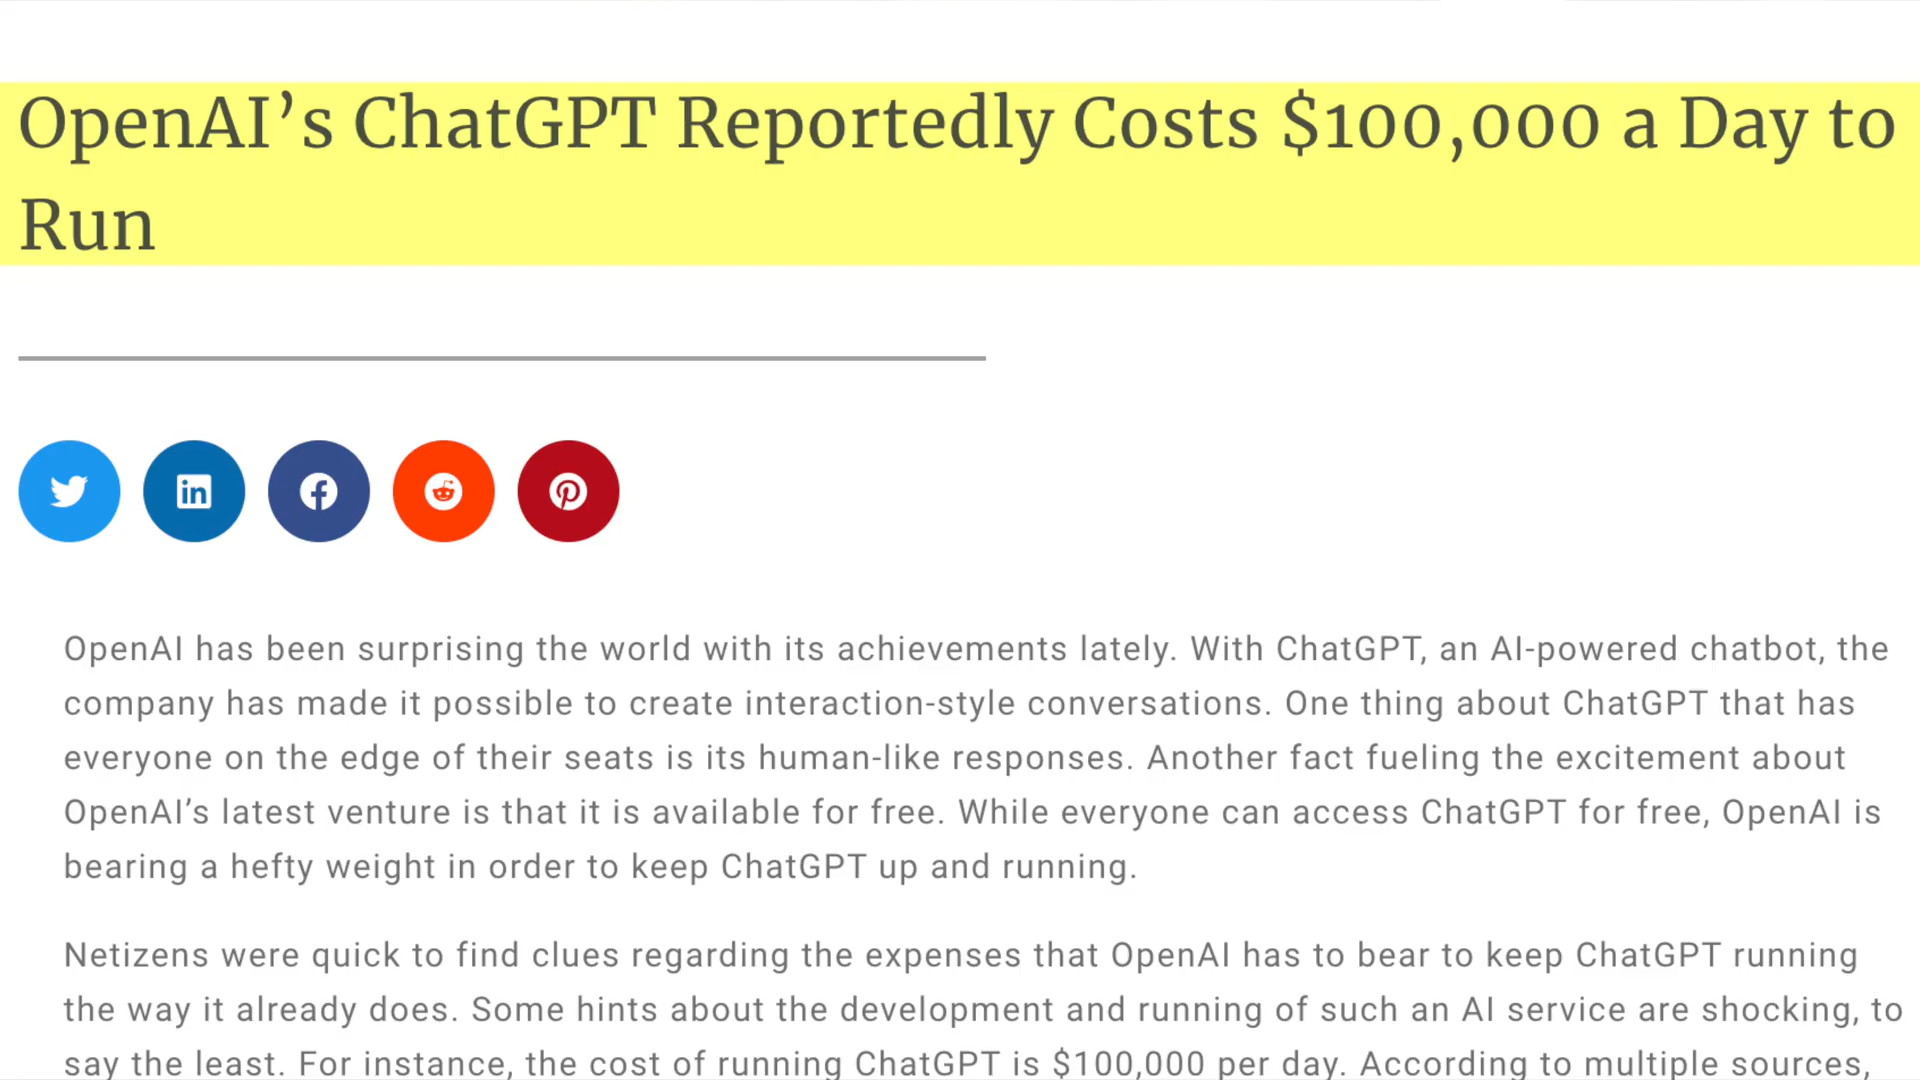 OpenAI’s ChatGPT Reportedly Costs $100,000 a Day to
Run
OpenAI has been surprising the world with its achievements lately. With ChatGPT, an AI-powered chatbot, the
company has made it possible to create interaction-style conversations. One thing about ChatGPT that has
everyone on the edge of their seats is its human-like responses. Another fact fueling the excitement about
OpenAI’s latest venture is that it is available for free. While everyone can access ChatGPT for free, OpenAI is
bearing a hefty weight in order to keep ChatGPT up and running.
Netizens were quick to find clues regarding the expenses that OpenAI has to bear to keep ChatGPT running
the way it already does. Some hints about the development and running of such an AI service are shocking, to
say the least. For instance, the cost of running ChatGPT is $100,000 per day. According to multiple sources,